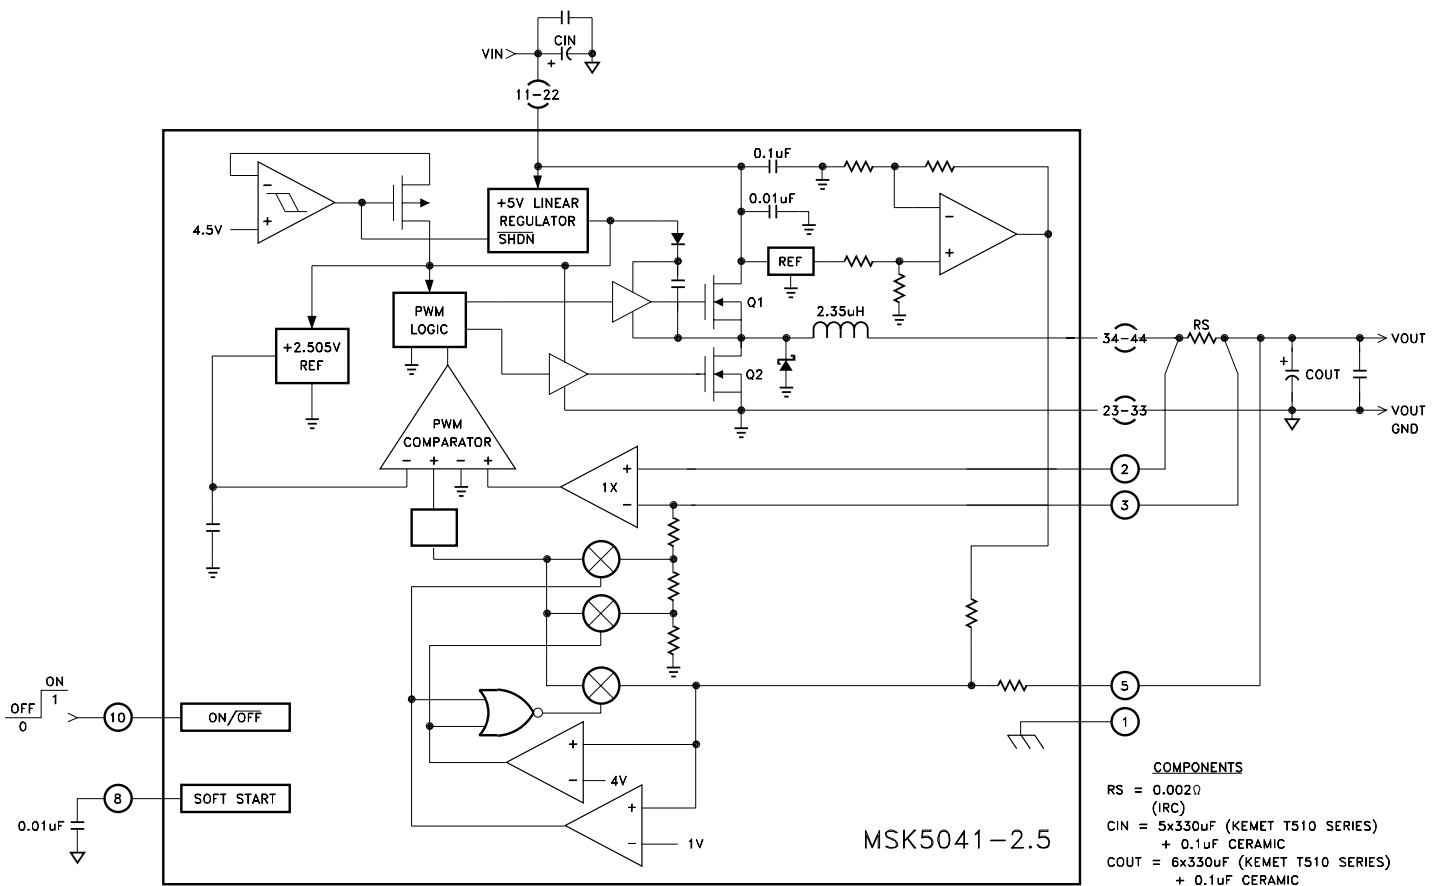 VIN
CIN
+
11-22
0.1uF
+5V LINEAR
REGULATOR
SHDN
0.01uF
4.5V
-
+
REF
-
+
PWM
LOGIC
Q1
2.35uH
34-44
RS
VOUT
+2.505V
REF
Q2
+
COUT
23-33
VOUT
GND
PWM
COMPARATOR
- + - +
1X
+
-
2
3
5
1
ON
OFF
1
0
10
ON/OFF
+
-
4V
8
SOFT START
0.01uF
+
-
1V
MSK5041-2.5
COMPONENTS
RS = 0.002Ω
(IRC)
CIN = 5x330uF (KEMET T510 SERIES)
+ 0.1uF CERAMIC
COUT = 6x330uF (KEMET T510 SERIES)
+ 0.1uF CERAMIC